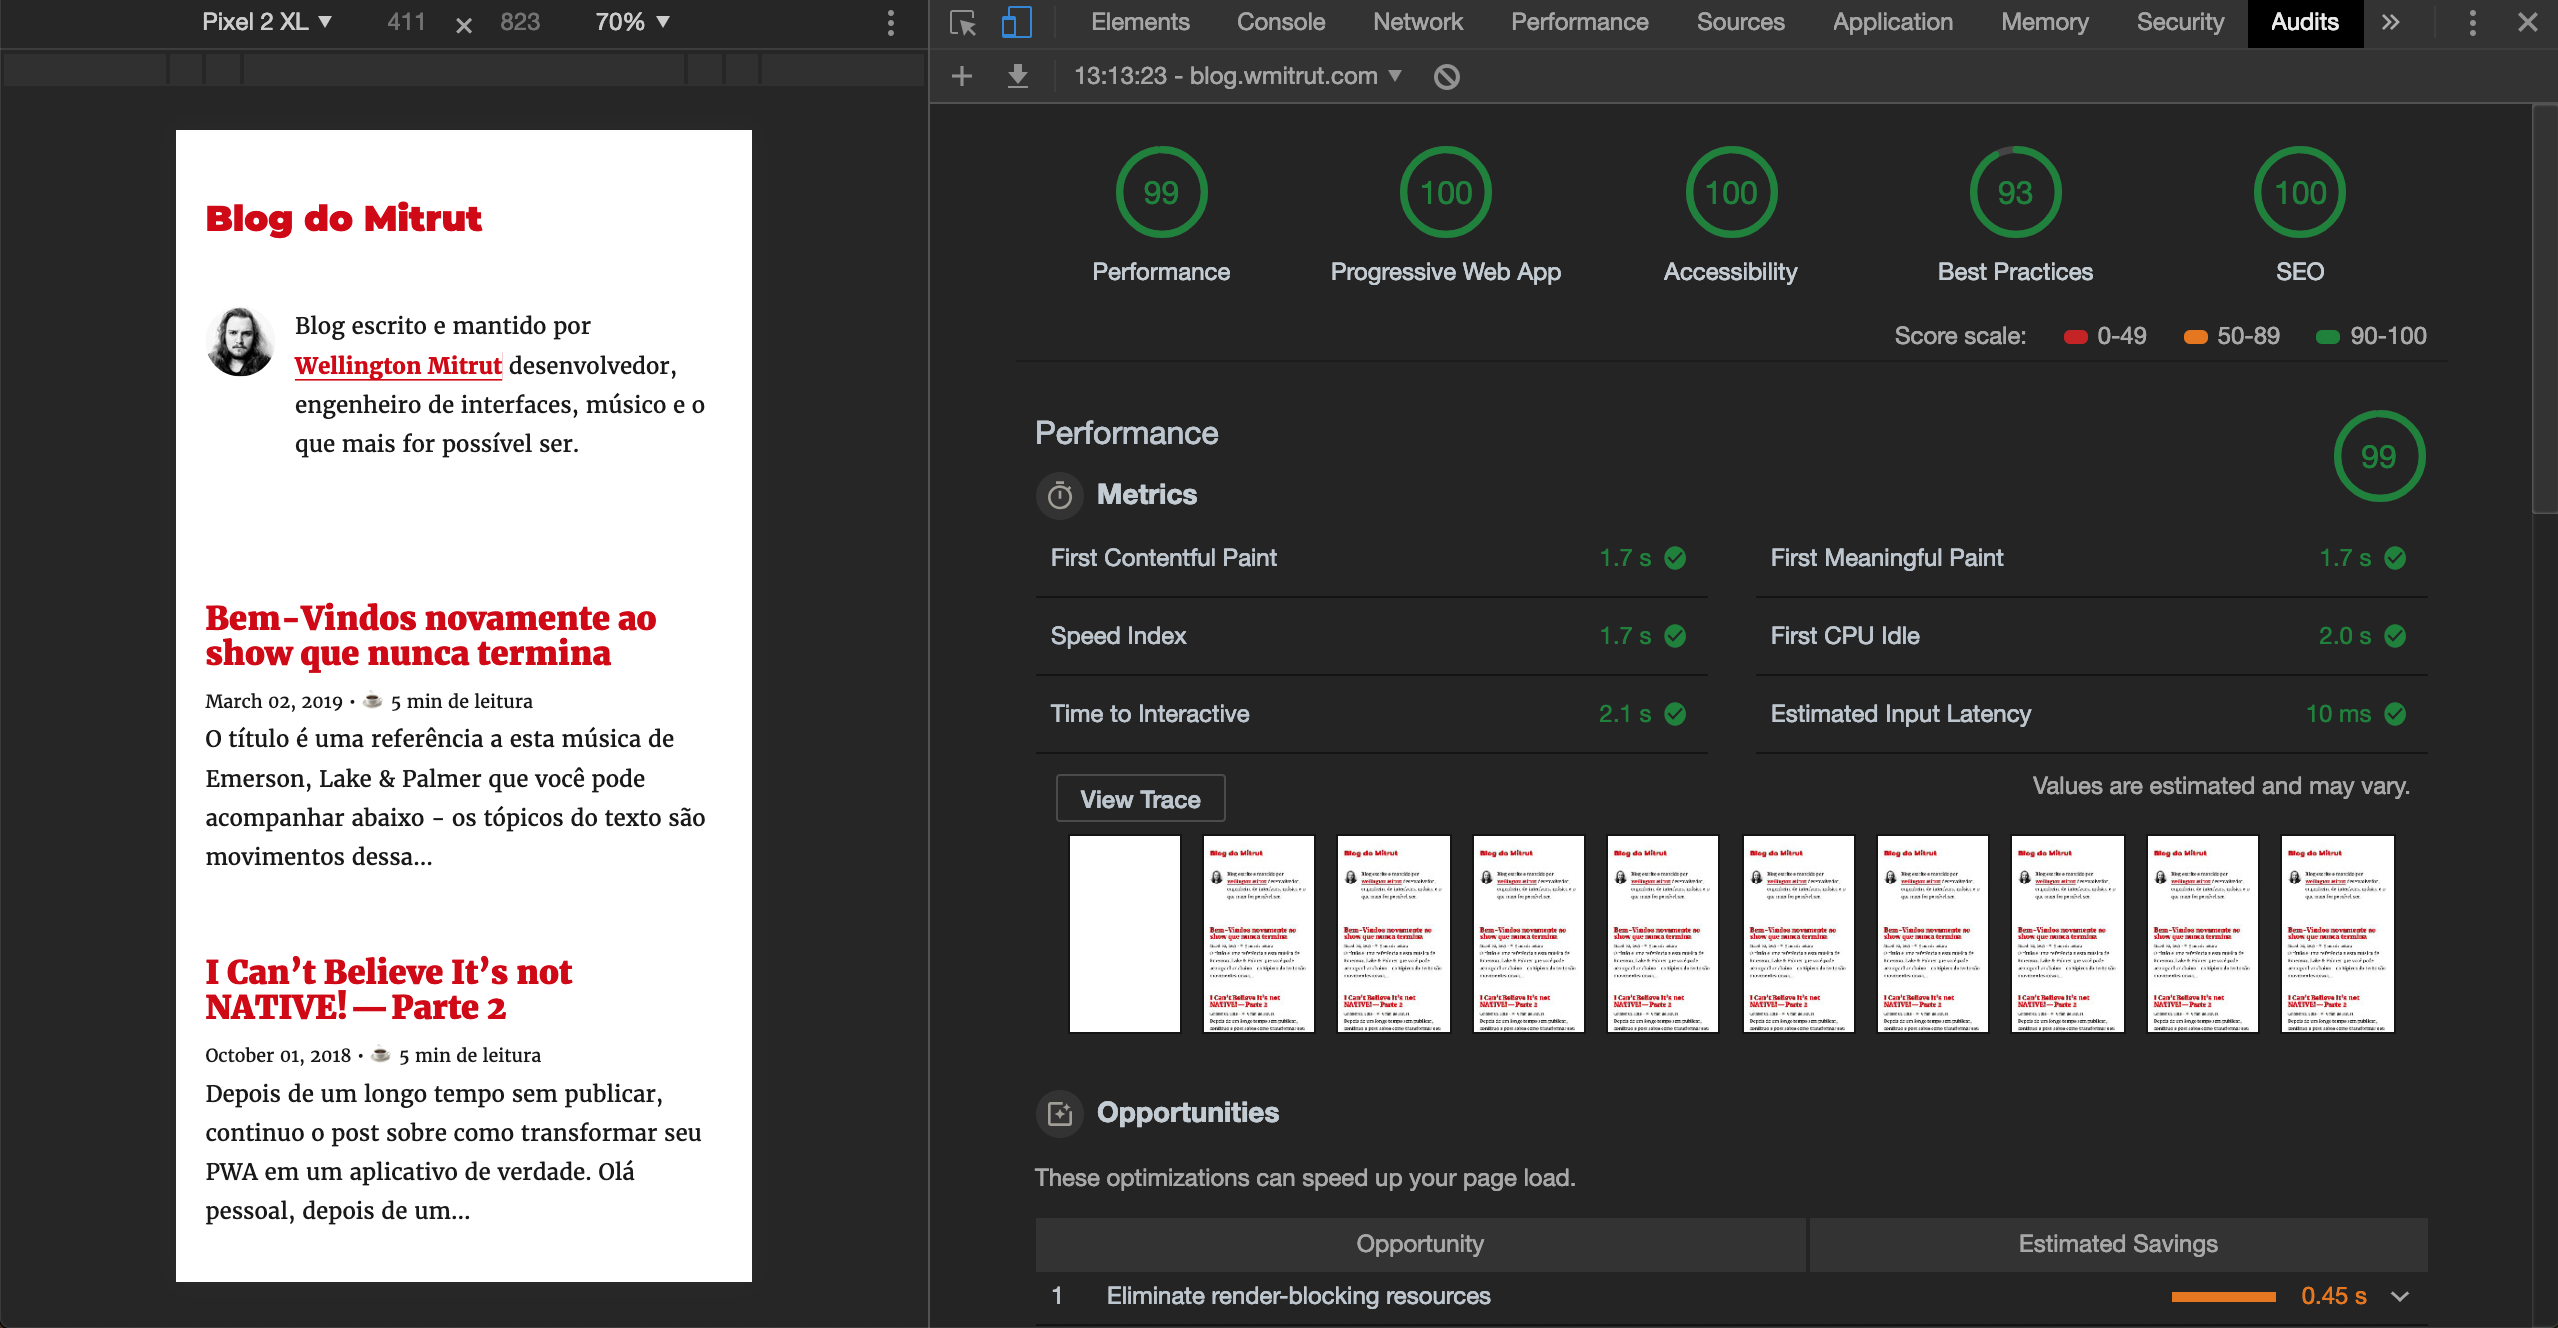 Pixel 2 XL ▼ 411 × 823 70% ▼
Elements Console Network Performance Sources Application Memory Security Audits »
13:13:23 - blog.wmitrut.com ▼
Blog do Mitrut
Blog escrito e mantido por
Wellington Mitrut desenvolvedor,
engenheiro de interfaces, músico e o
que mais for possível ser.
Bem-Vindos novamente ao
show que nunca termina
March 02, 2019 • ☕ 5 min de leitura
O título é uma referência a esta música de
Emerson, Lake & Palmer que você pode
acompanhar abaixo - os tópicos do texto são
movimentos dessa...
I Can’t Believe It’s not
NATIVE! — Parte 2
October 01, 2018 • ☕ 5 min de leitura
Depois de um longo tempo sem publicar,
continuo o post sobre como transformar seu
PWA em um aplicativo de verdade. Olá
pessoal, depois de um...
99 100 100 93 100
Performance Progressive Web App Accessibility Best Practices SEO
Score scale: 0-49 50-89 90-100
Performance 99
Metrics
First Contentful Paint 1.7 s First Meaningful Paint 1.7 s
Speed Index 1.7 s First CPU Idle 2.0 s
Time to Interactive 2.1 s Estimated Input Latency 10 ms
View Trace Values are estimated and may vary.
Opportunities
These optimizations can speed up your page load.
Opportunity Estimated Savings
1 Eliminate render-blocking resources 0.45 s